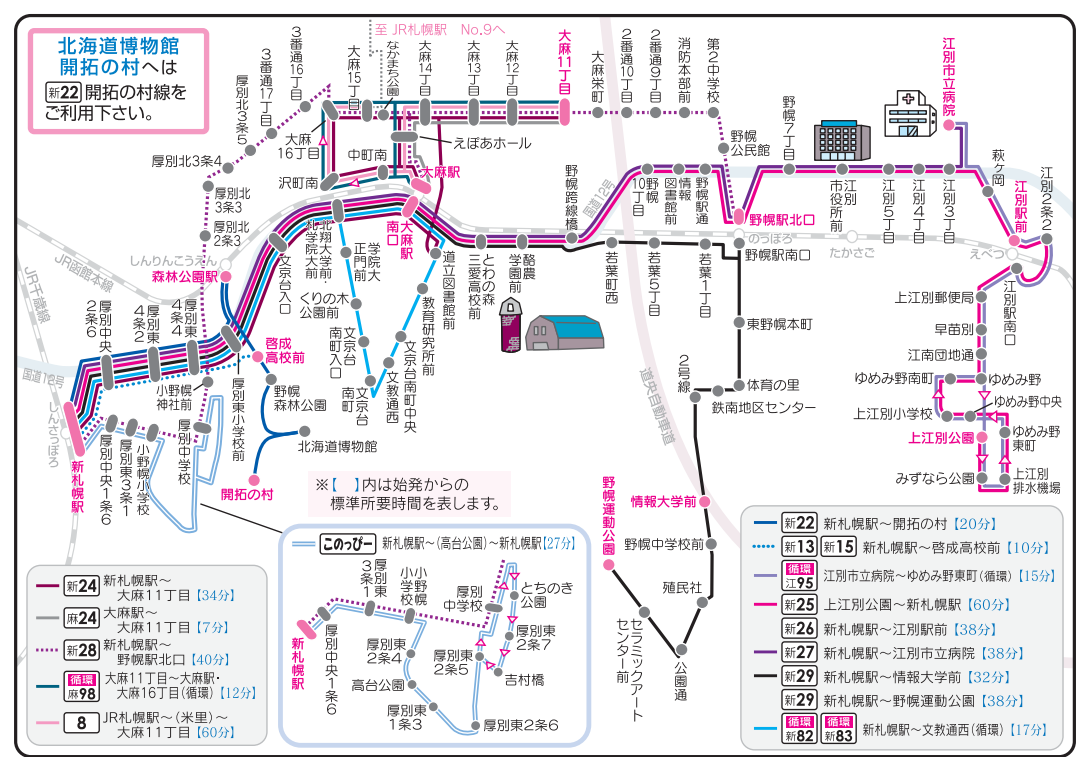 北海道博物館
開拓の村へは
新22 開拓の村線を
ご利用下さい。
至 JR札幌駅 No.9へ
3番通16丁目
3番通17丁目
厚別北3条5
厚別北3条4
厚別北3条3
厚別北2条3
しんりんこうえん
森林公園駅
大麻15丁目
なかまち公園
大麻14丁目
大麻13丁目
大麻12丁目
大麻11丁目
大麻栄町
2番通10丁目
2番通9丁目
消防本部前
第2中学校
野幌公民館
野幌7丁目
江別市立病院
萩ヶ岡
江別駅前
江別2条2
大麻16丁目
えぽあホール
中町南
沢町南
大麻駅
大麻駅南口
野幌跨線橋
国道12号
10丁目
野幌
情報図書館前
野幌駅通
野幌駅北口
のっぽろ
野幌駅南口
江別市役所前
江別5丁目
江別4丁目
江別3丁目
たかさご
えべつ
江別駅南口
JR函館本線
JR千歳線
国道12号
しんさっぽろ
新札幌駅
厚別中央2条6
厚別東4条2
厚別東4条4
文京台入口
北翔大学前・札学院大前
学院大正門前
くりの木公園前
文京台南町入口
文京台南町
文教通西
文京台南町中央
教育研究所前
道立図書館前
とわの森三愛高校前
酪農学園前
若葉町西
若葉5丁目
若葉1丁目
東野幌本町
体育の里
鉄南地区センター
2号線
道央自動車道
情報大学前
野幌中学校前
殖民社
公園通
セラミックアートセンター前
野幌運動公園
啓成高校前
野幌森林公園
北海道博物館
開拓の村
小野幌神社前
厚別東小学校前
厚別中学校
小野幌小学校
厚別東3条1
厚別中央1条6
上江別郵便局
早苗別
江南団地通
ゆめみ野南町
ゆめみ野
ゆめみ野中央
上江別小学校
上江別公園
ゆめみ野東町
みずなら公園
上江別排水機場
※【 】内は始発からの
標準所要時間を表します。
このっぴー 新札幌駅～(高台公園)～新札幌駅【27分】
新札幌駅
厚別中央1条6
厚別東3条1
小野幌小学校
厚別中学校
とちのき公園
厚別東2条7
吉村橋
厚別東2条5
厚別東2条4
高台公園
厚別東1条3
厚別東2条6
新24 新札幌駅～
大麻11丁目【34分】
麻24 大麻駅～
大麻11丁目【7分】
新28 新札幌駅～
野幌駅北口【40分】
循環 麻98 大麻11丁目～大麻駅・
大麻16丁目(循環)【12分】
8 JR札幌駅～(米里)～
大麻11丁目【60分】
新22 新札幌駅～開拓の村【20分】
新13 新15 新札幌駅～啓成高校前【10分】
循環 江95 江別市立病院～ゆめみ野東町(循環)【15分】
新25 上江別公園～新札幌駅【60分】
新26 新札幌駅～江別駅前【38分】
新27 新札幌駅～江別市立病院【38分】
新29 新札幌駅～情報大学前【32分】
新29 新札幌駅～野幌運動公園【38分】
循環 新82 循環 新83 新札幌駅～文教通西(循環)【17分】